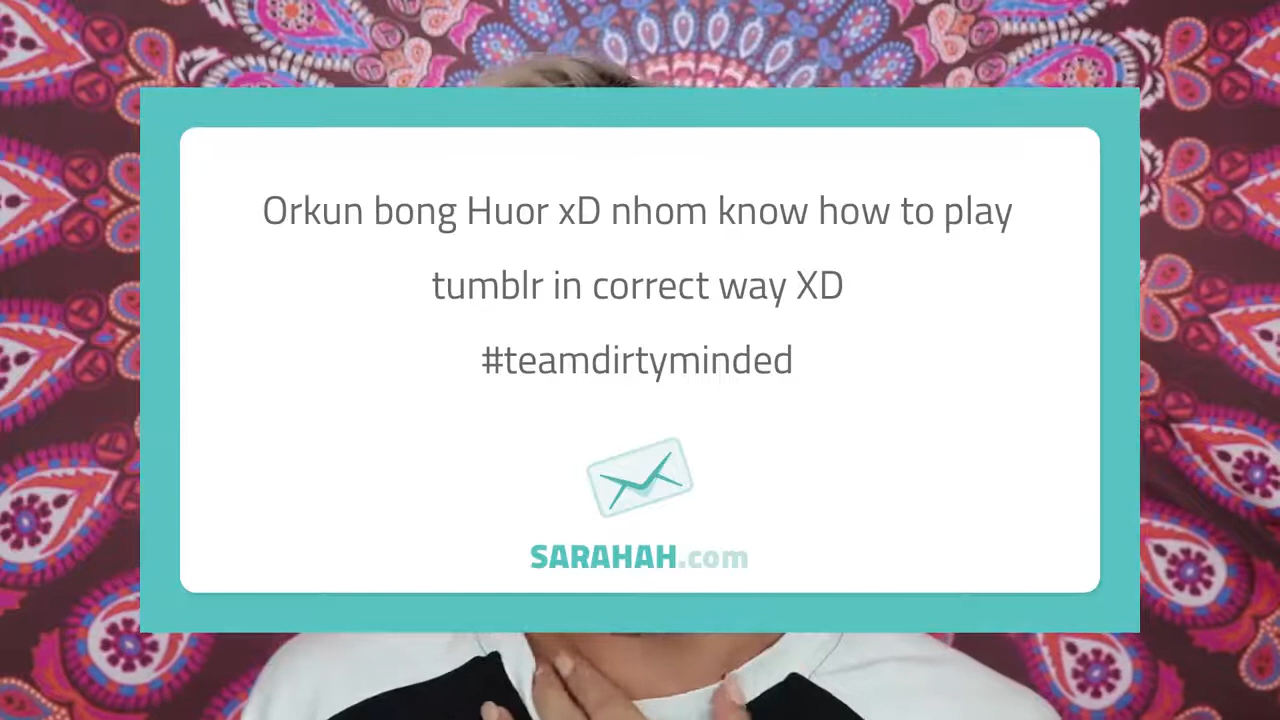 Orkun bong Huor xD nhom know how to play
tumblr in correct way XD
#teamdirtyminded
SARAHAH.com